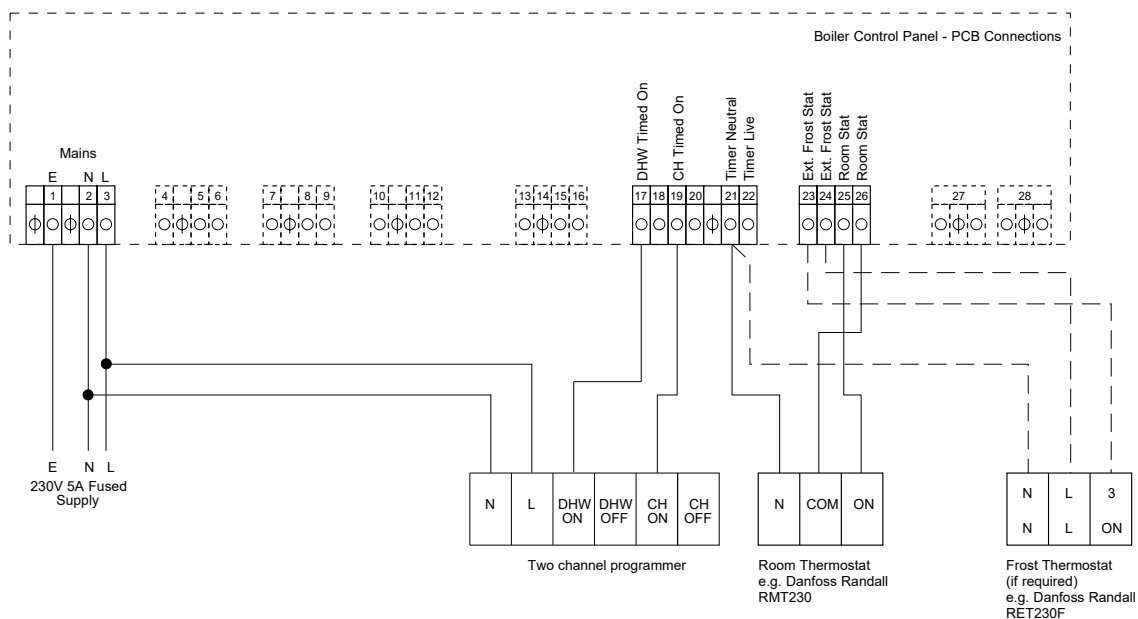 Boiler Control Panel - PCB Connections
DHW Timed On
CH Timed On
Timer Neutral
Timer Live
Ext. Frost Stat
Ext. Frost Stat
Room Stat
Room Stat
Mains
E N L
1 2 3
4 5 6
7 8 9
10 11 12
13 14 15 16
17 18 19 20 21 22
23 24 25 26
27
28
E N L
230V 5A Fused
Supply
N L DHW ON DHW OFF CH ON CH OFF
Two channel programmer
N COM ON
Room Thermostat
e.g. Danfoss Randall
RMT230
N L 3
N L ON
Frost Thermostat
(if required)
e.g. Danfoss Randall
RET230F